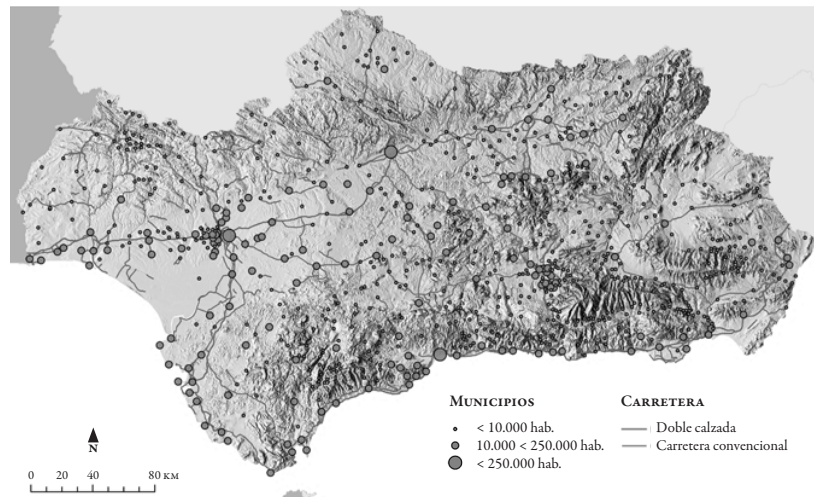 Municipios
< 10.000 hab.
10.000 < 250.000 hab.
< 250.000 hab.
Carretera
Doble calzada
Carretera convencional
N
0 20 40 80 km